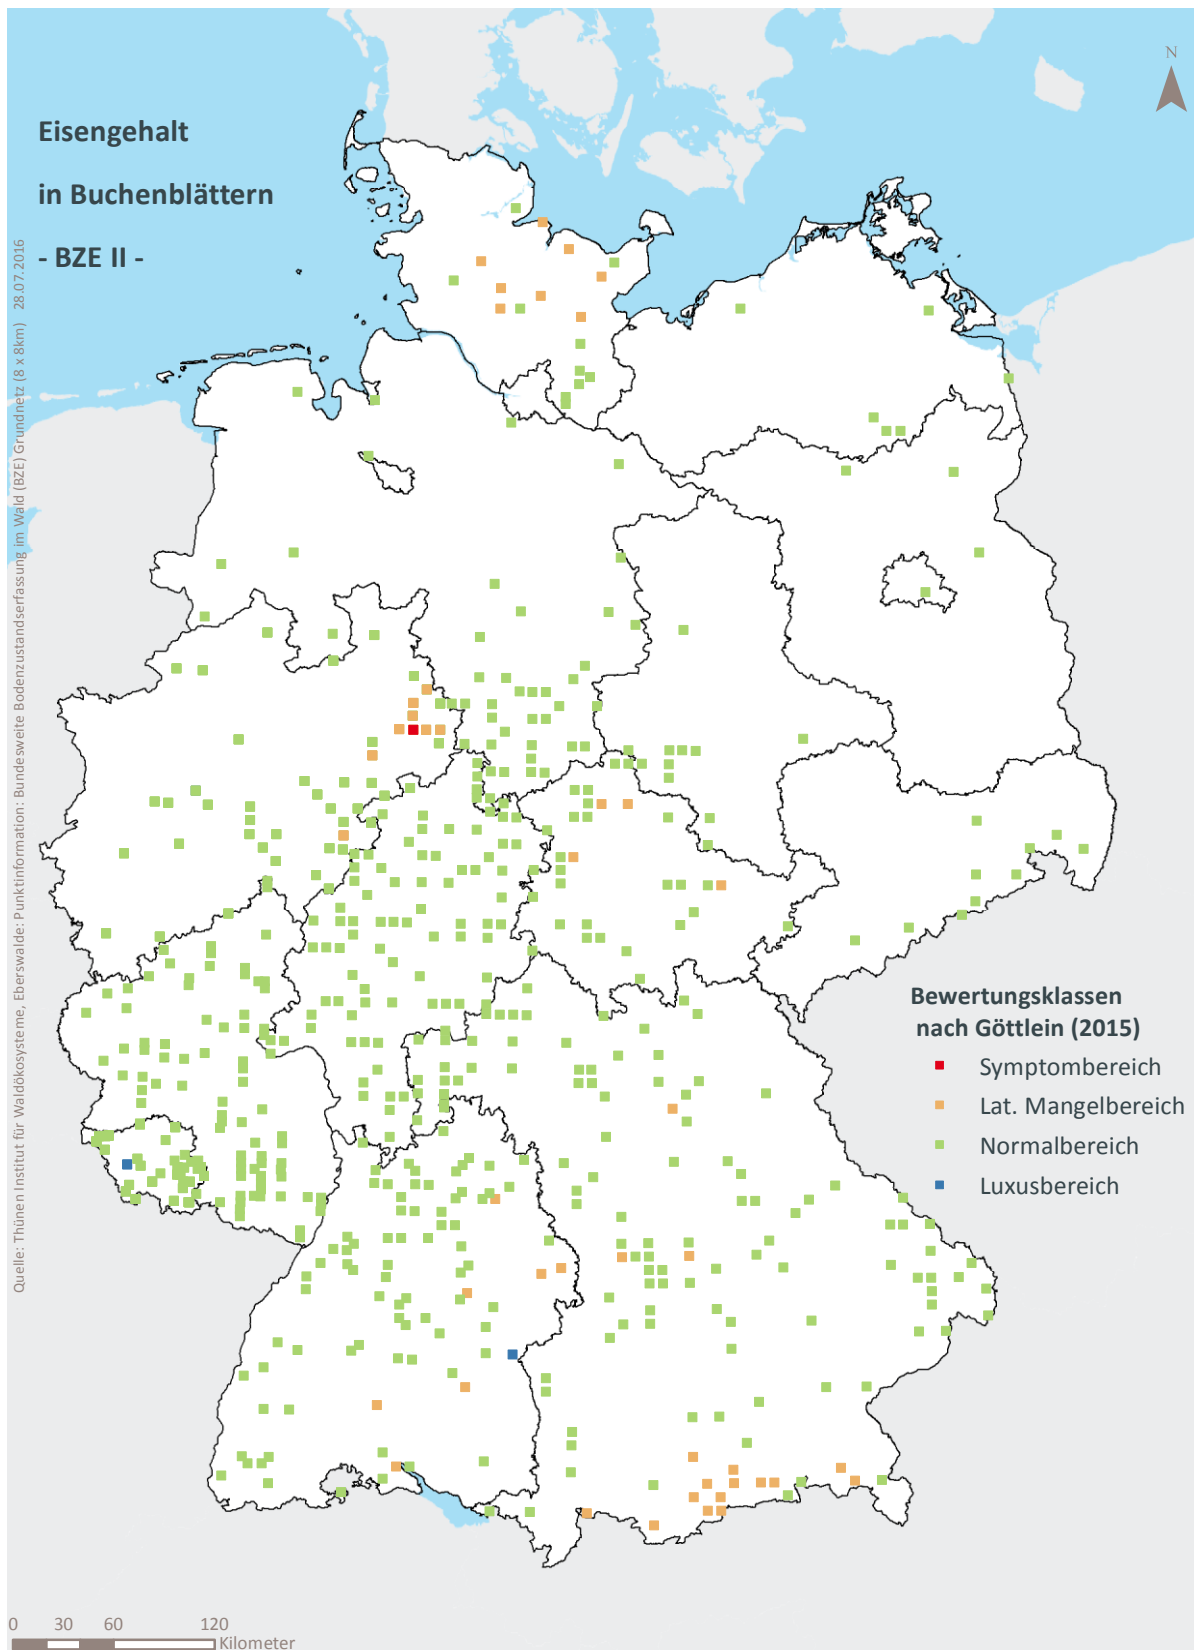 N
Eisengehalt
in Buchenblättern
- BZE II -
Quelle: Thünen Institut für Waldökosysteme, Eberswalde: Punktinformation: Bundesweite Bodenzustandserfassung im Wald (BZE) Grundnetz (8 x 8km) 28.07.2016
Bewertungsklassen
nach Göttlein (2015)
Symptombereich
Lat. Mangelbereich
Normalbereich
Luxusbereich
0 30 60 120
Kilometer